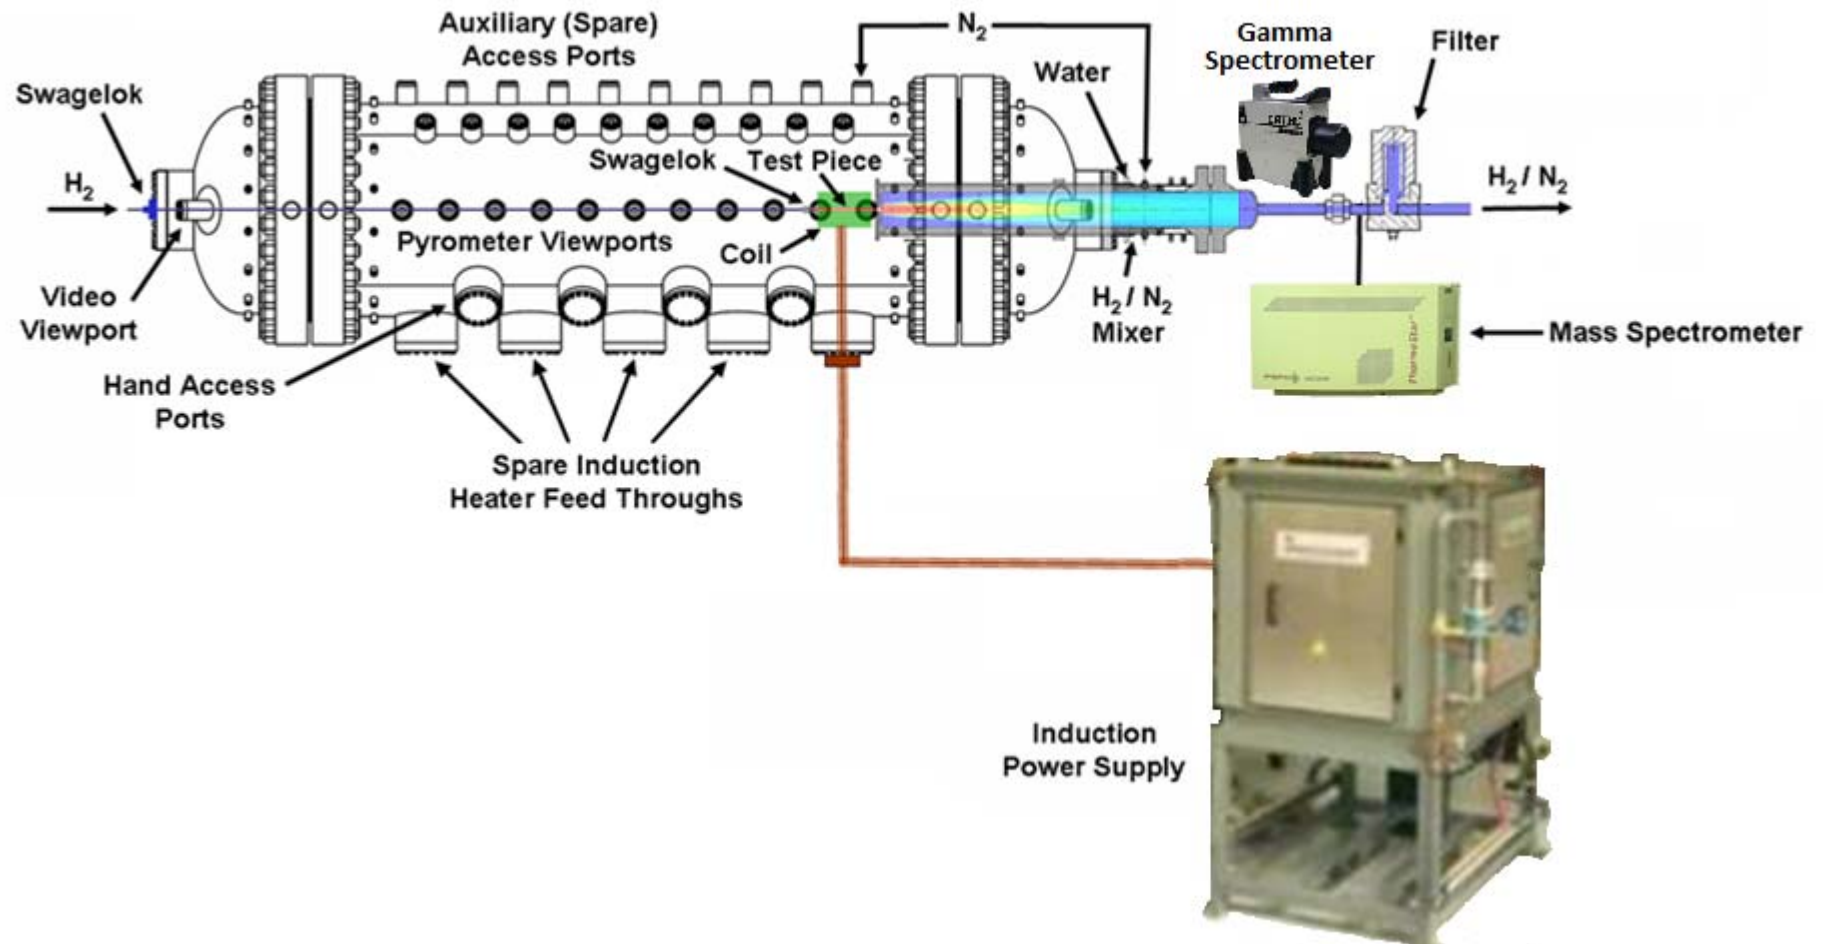 Auxiliary (Spare)
Access Ports
N2
Gamma
Spectrometer
Filter
Water
Swagelok
Swagelok
Test Piece
H2
H2 / N2
Pyrometer Viewports
Coil
Video
Viewport
H2 / N2
Mixer
Mass Spectrometer
Hand Access
Ports
Spare Induction
Heater Feed Throughs
Induction
Power Supply